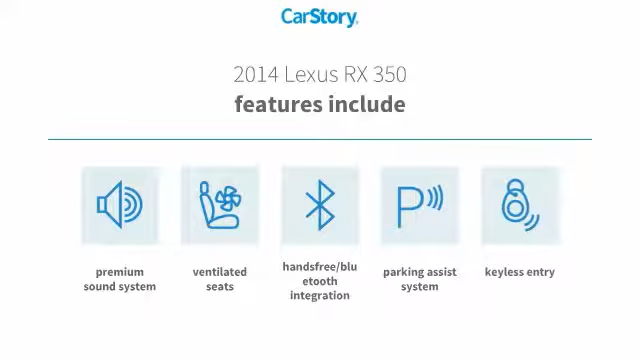 CarStory.
2014 Lexus RX 350
features include
premium
sound system
ventilated
seats
handsfree/blu
etooth
integration
parking assist
system
keyless entry